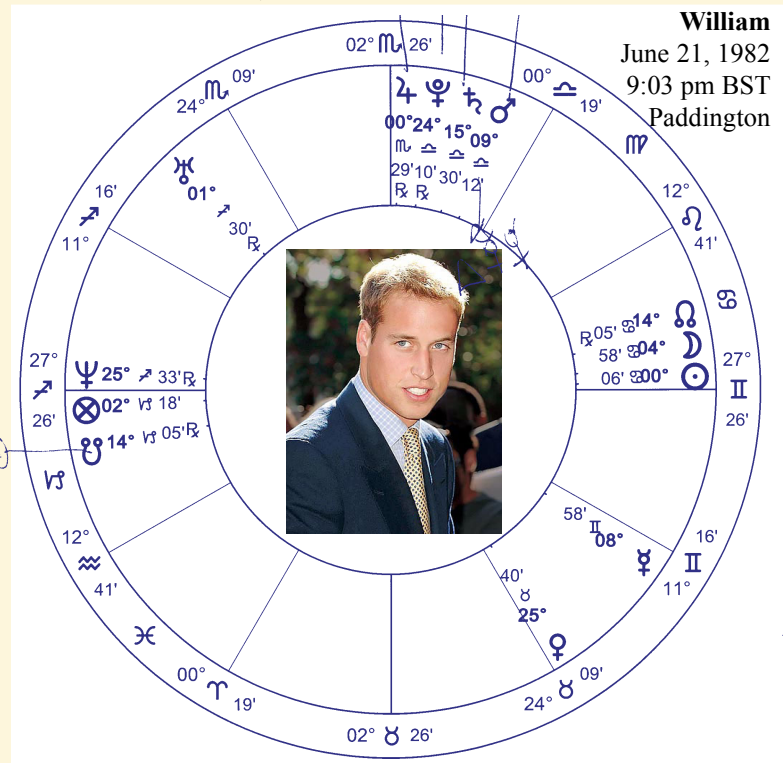 William
June 21, 1982
9:03 pm BST
Paddington
02° ♏ 26'
00° ♎ 19'
♍
12° ♌ 41'
♋
27° ♊ 26'
16' ♊ 11°
24° ♉ 09'
02° ♉ 26'
00° ♈ 19'
♓
12° ♒ 41'
♑
27° ♐ 26'
11° ♐ 16'
24° ♏ 09'
♃ 00° ♏ 29' ℞
♇ 24° ♎ 10' ℞
♄ 15° ♎ 30'
♂ 09° ♎ 12'
♅ 01° ♐ 30' ℞
☊ 14° ♋ 05' ℞
☽ 04° ♋ 58'
☉ 00° ♋ 06'
♆ 25° ♐ 33' ℞
⊗ 02° ♑ 18'
☋ 14° ♑ 05' ℞
☿ 08° ♊ 58'
♀ 25° ♉ 40'